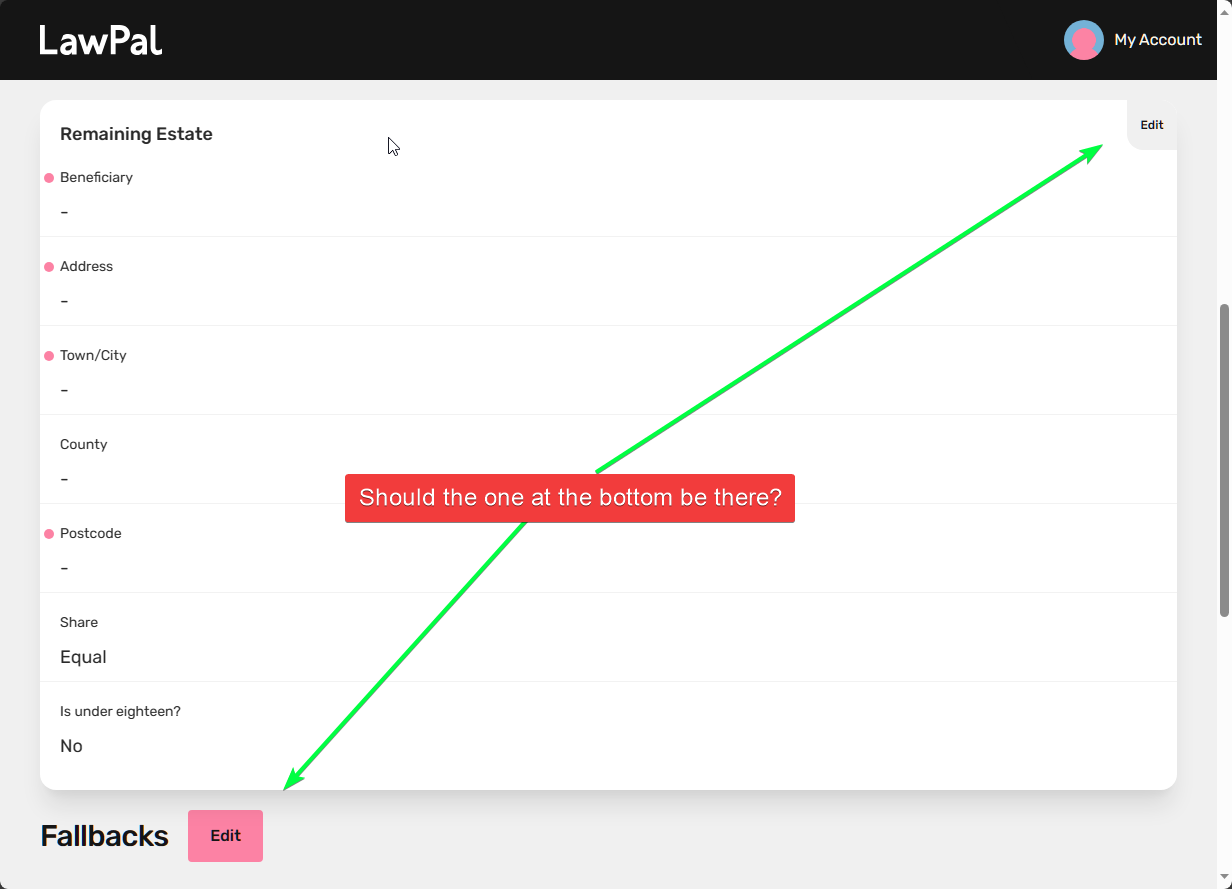 LawPal
My Account
Remaining Estate
Edit
Beneficiary
-
Address
-
Town/City
-
County
-
Should the one at the bottom be there?
Postcode
-
Share
Equal
Is under eighteen?
No
Fallbacks
Edit